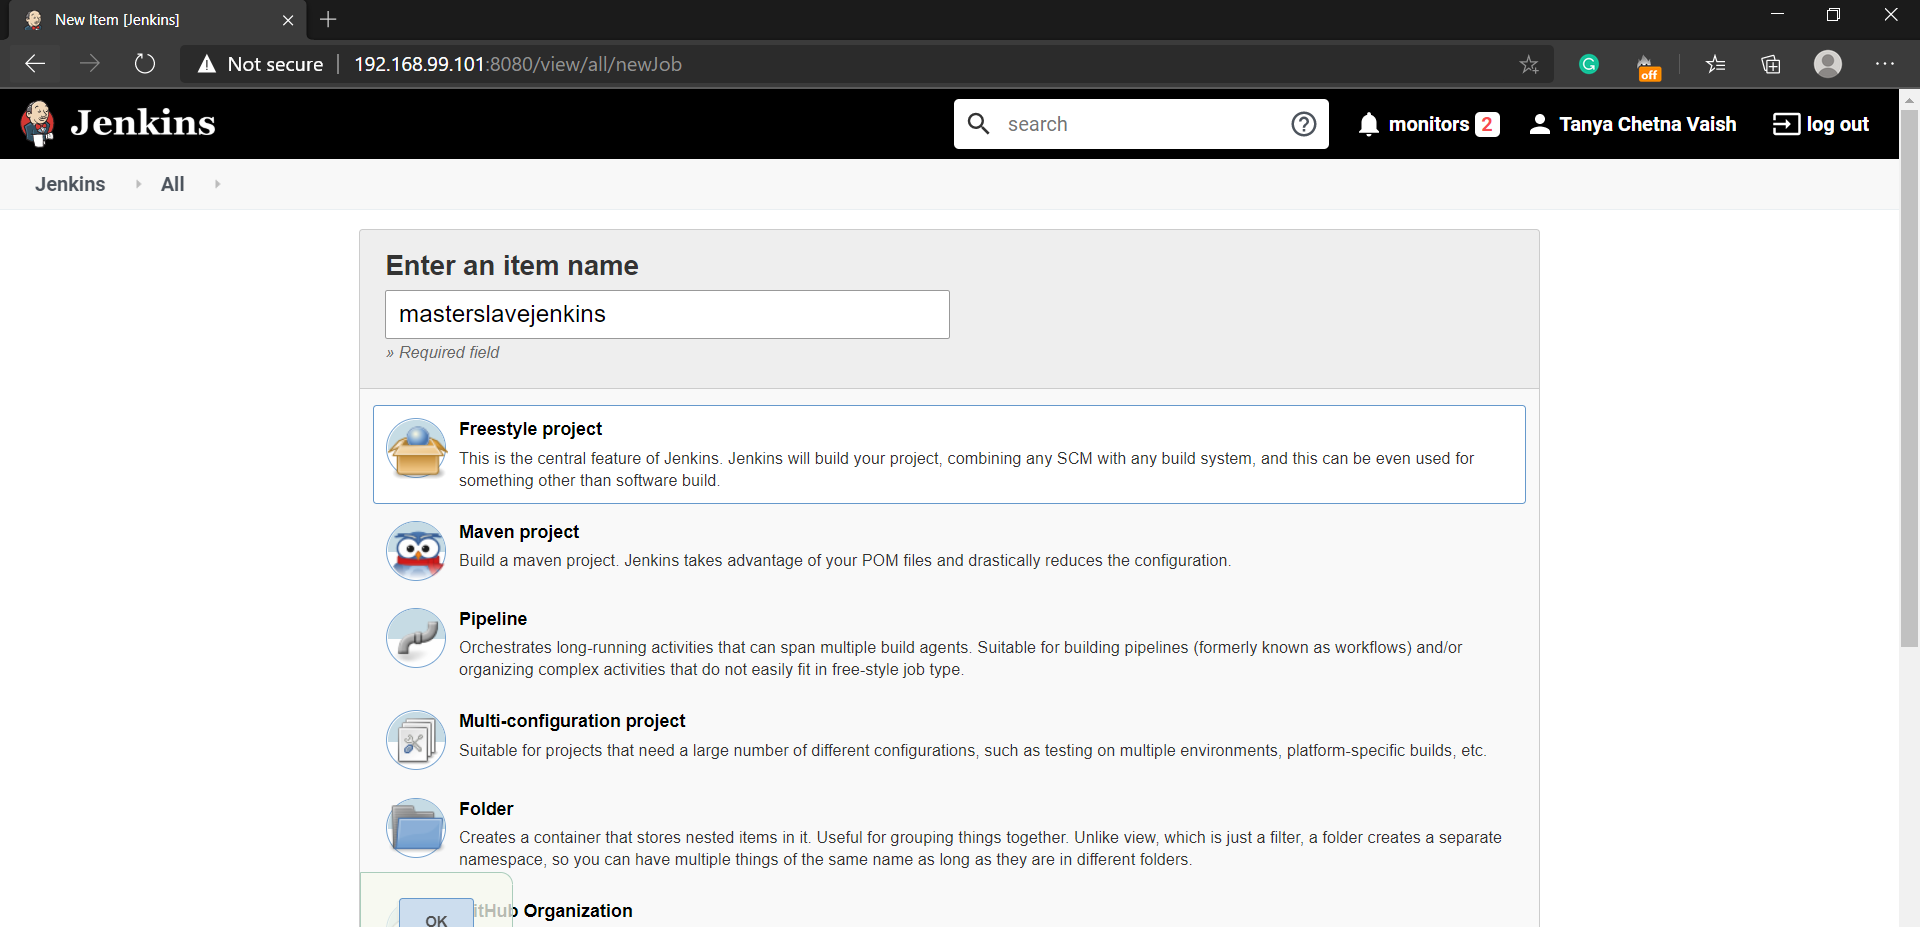 New Item [Jenkins]
Not secure | 192.168.99.101:8080/view/all/newJob
off
Jenkins
search
monitors 2
Tanya Chetna Vaish
log out
Jenkins
All
Enter an item name
masterslavejenkins
» Required field
Freestyle project
This is the central feature of Jenkins. Jenkins will build your project, combining any SCM with any build system, and this can be even used for
something other than software build.
Maven project
Build a maven project. Jenkins takes advantage of your POM files and drastically reduces the configuration.
Pipeline
Orchestrates long-running activities that can span multiple build agents. Suitable for building pipelines (formerly known as workflows) and/or
organizing complex activities that do not easily fit in free-style job type.
Multi-configuration project
Suitable for projects that need a large number of different configurations, such as testing on multiple environments, platform-specific builds, etc.
Folder
Creates a container that stores nested items in it. Useful for grouping things together. Unlike view, which is just a filter, a folder creates a separate
namespace, so you can have multiple things of the same name as long as they are in different folders.
itHub Organization
OK